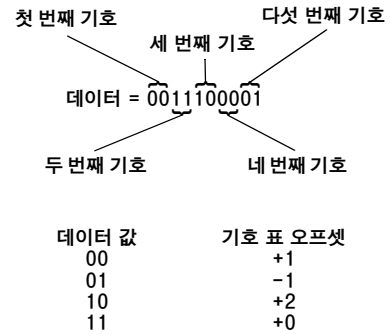 첫 번째 기호
다섯 번째 기호
세 번째 기호
데이터 = 0011100001
두 번째 기호
네 번째 기호
데이터 값 기호 표 오프셋
00 +1
01 -1
10 +2
11 +0